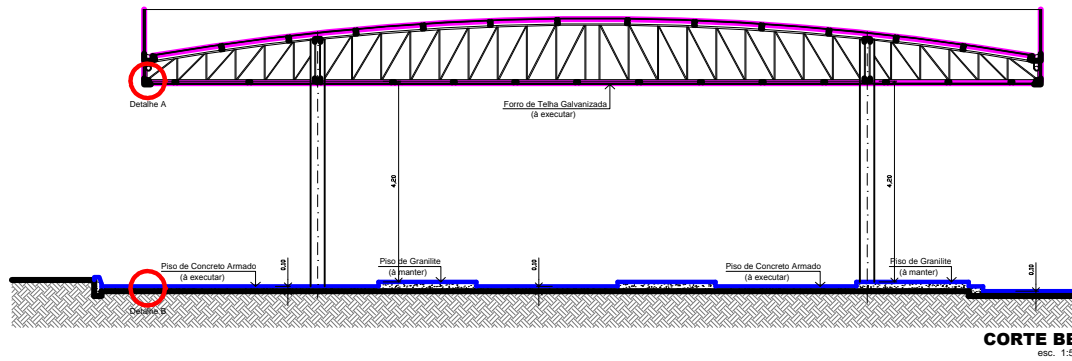 Detalhe A
Forro de Telha Galvanizada
(à executar)
4,20
4,20
Piso de Concreto Armado
(à executar)
0,10
Piso de Granilite
(à manter)
0,10
Piso de Concreto Armado
(à executar)
Piso de Granilite
(à manter)
0,10
Detalhe B
CORTE BE
esc. 1:5